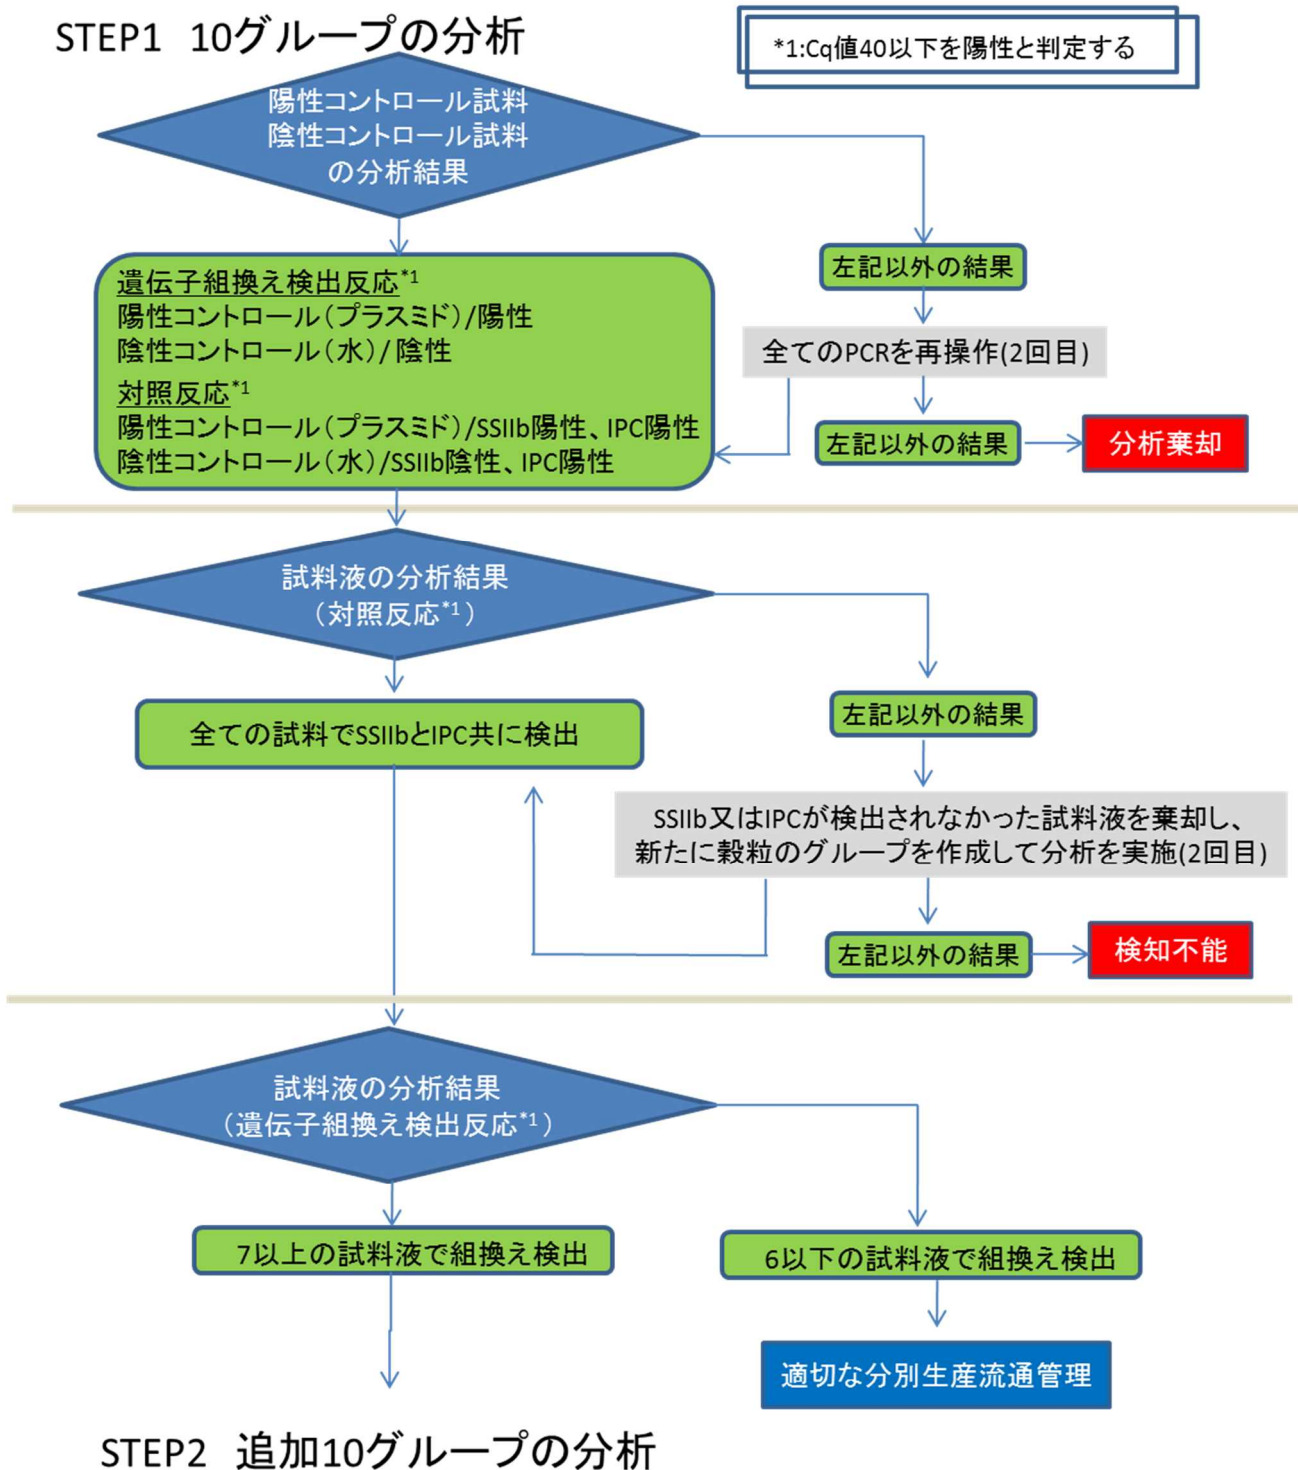 STEP1 10グループの分析
*1:Cq値40以下を陽性と判定する
陽性コントロール試料
陰性コントロール試料
の分析結果
遺伝子組換え検出反応*1
陽性コントロール（プラスミド）/陽性
陰性コントロール（水）/陰性
対照反応*1
陽性コントロール（プラスミド）/SSIIb陽性、IPC陽性
陰性コントロール（水）/SSIIb陰性、IPC陽性
左記以外の結果
全てのPCRを再操作(2回目)
左記以外の結果
分析棄却
試料液の分析結果
（対照反応*1）
全ての試料でSSIIbとIPC共に検出
左記以外の結果
SSIIb又はIPCが検出されなかった試料液を棄却し、
新たに穀粒のグループを作成して分析を実施(2回目)
左記以外の結果
検知不能
試料液の分析結果
（遺伝子組換え検出反応*1）
7以上の試料液で組換え検出
6以下の試料液で組換え検出
適切な分別生産流通管理
STEP2 追加10グループの分析